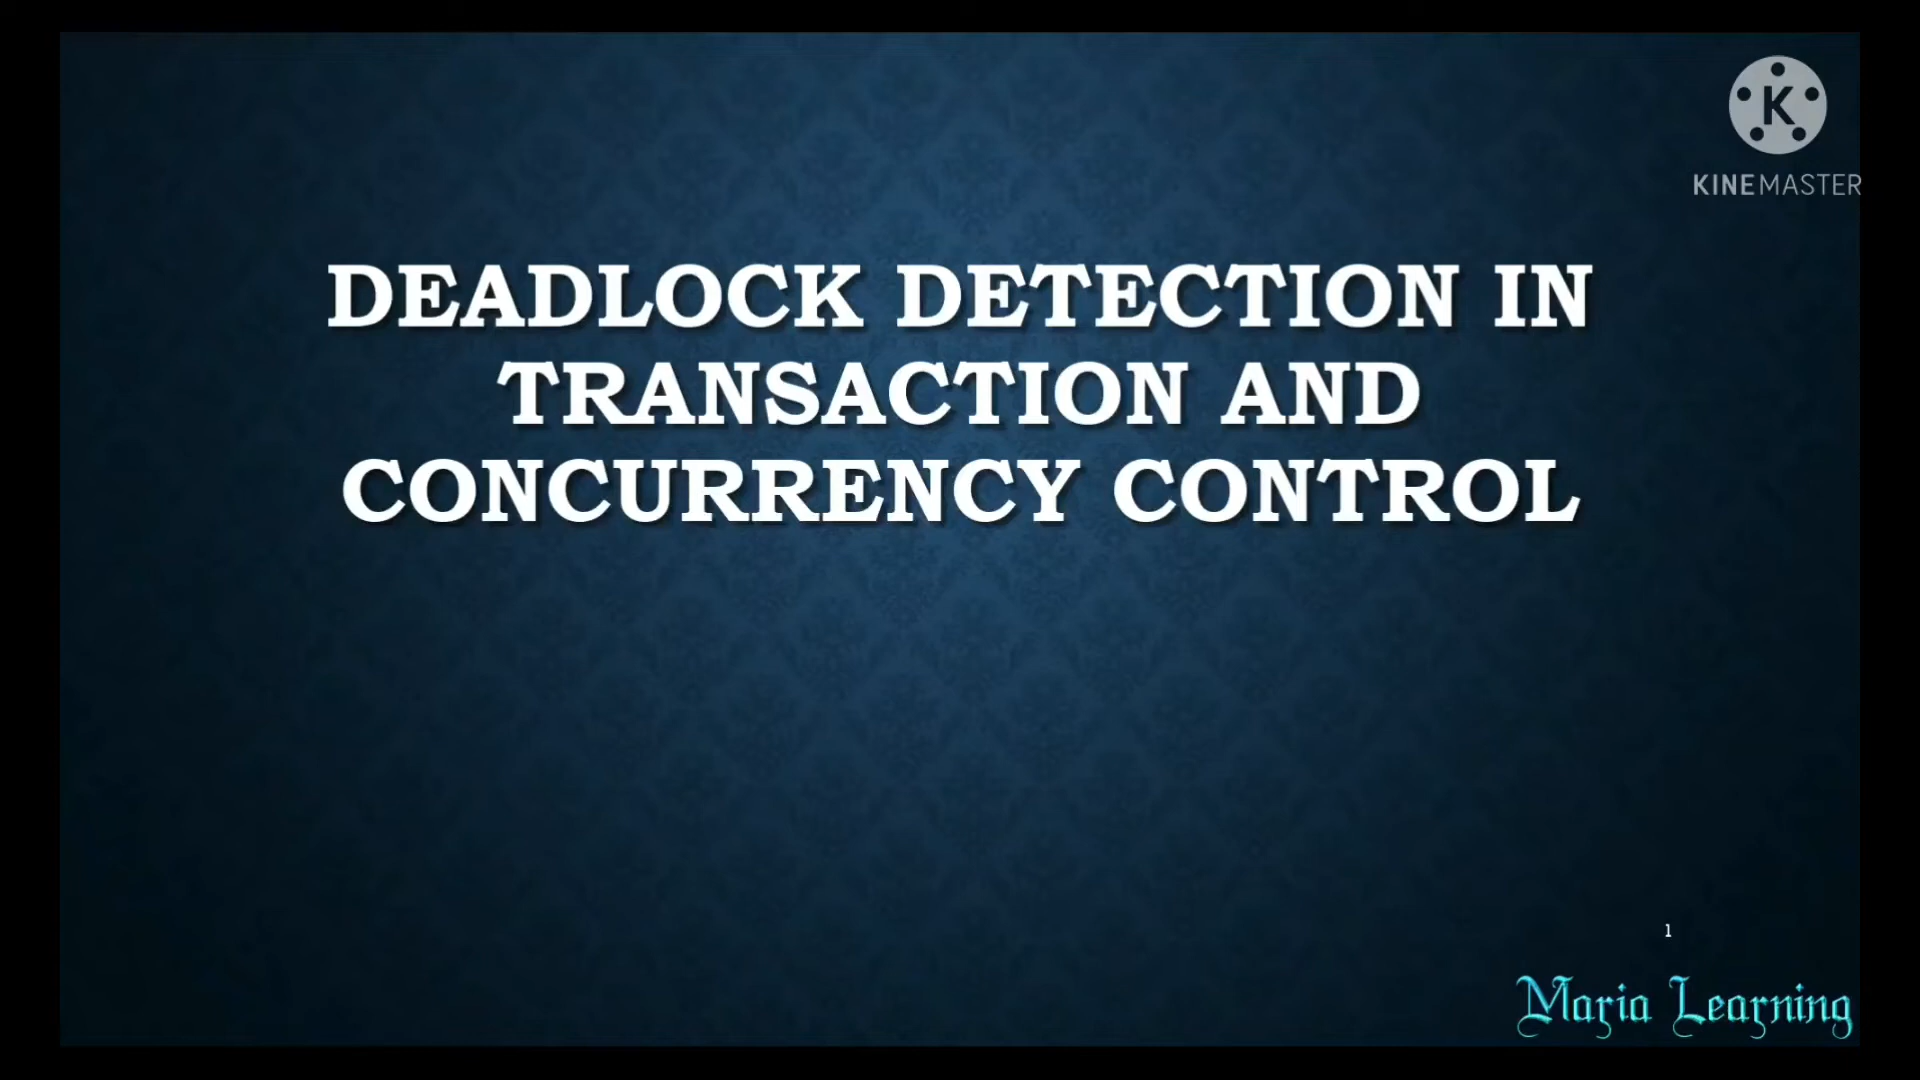 K
KINEMASTER
DEADLOCK DETECTION IN
TRANSACTION AND
CONCURRENCY CONTROL
1
Maria Learning